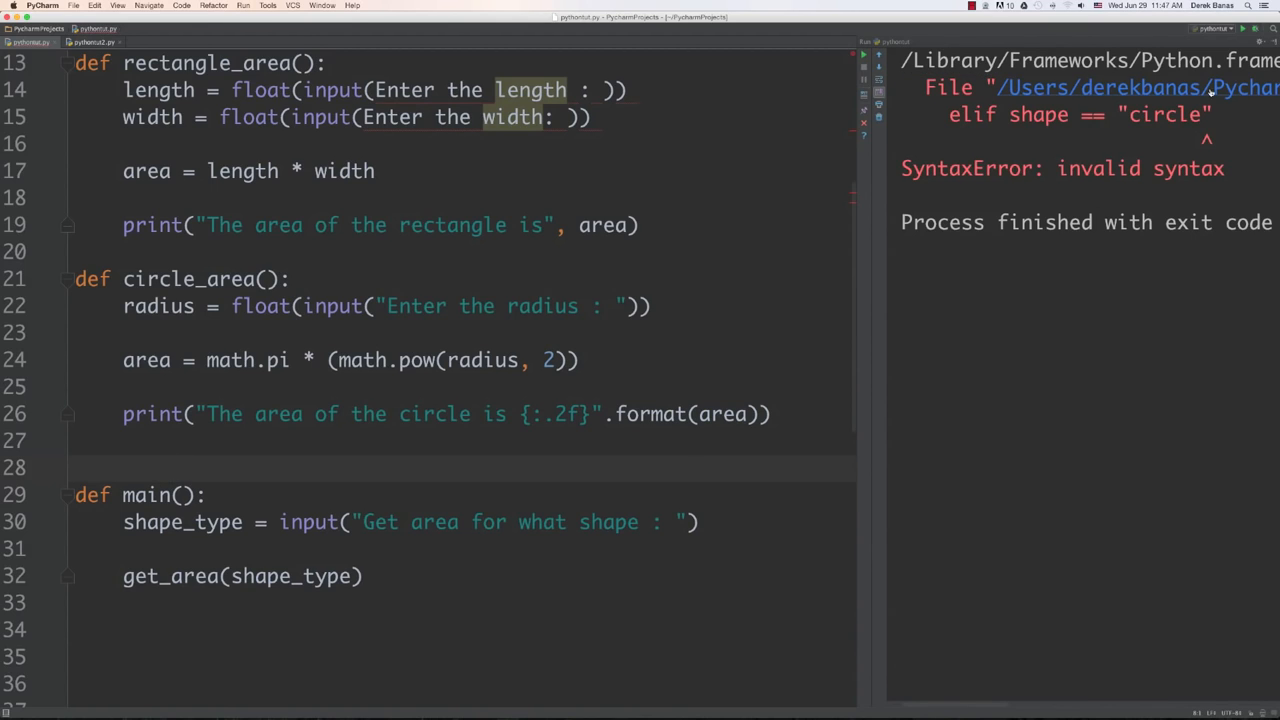 PyCharm File Edit View Navigate Code Refactor Run Tools VCS Window Help
Wed Jun 29 11:47 AM Derek Banas
pythontut.py - PycharmProjects - [~/PycharmProjects]
PycharmProjects pythontut.py
pythontut
pythontut.py pythontut2.py
Run: pythontut
13 def rectangle_area():
14 length = float(input(Enter the length : ))
15 width = float(input(Enter the width: ))
16
17 area = length * width
18
19 print("The area of the rectangle is", area)
20
21 def circle_area():
22 radius = float(input("Enter the radius : "))
23
24 area = math.pi * (math.pow(radius, 2))
25
26 print("The area of the circle is {:.2f}".format(area))
27
28
29 def main():
30 shape_type = input("Get area for what shape : ")
31
32 get_area(shape_type)
33
34
35
36
/Library/Frameworks/Python.frame
File "/Users/derekbanas/Pychar
elif shape == "circle"
^
SyntaxError: invalid syntax
Process finished with exit code